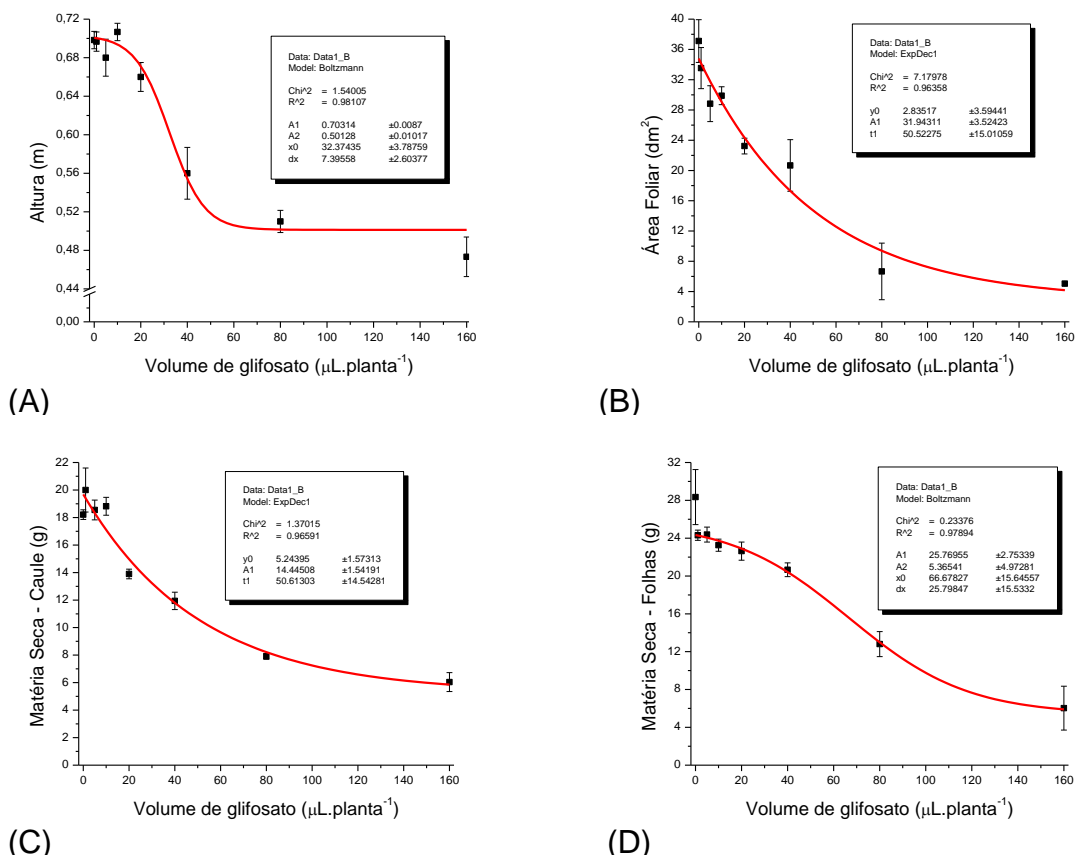 0,72
0,68
0,64
0,60
0,56
0,52
0,48
0,44
0,00
Altura (m)
Data: Data1_B
Model: Boltzmann
Chi^2 = 1.54005
R^2 = 0.98107
A1 0.70314 ±0.0087
A2 0.50128 ±0.01017
x0 32.37435 ±3.78759
dx 7.39558 ±2.60377
0 20 40 60 80 100 120 140 160
Volume de glifosato (μL.planta⁻¹)
(A)
40
36
32
28
24
20
16
12
8
4
0
Área Foliar (dm²)
Data: Data1_B
Model: ExpDec1
Chi^2 = 7.17978
R^2 = 0.96358
y0 2.83517 ±3.59441
A1 31.94311 ±3.52423
t1 50.52275 ±15.01059
0 20 40 60 80 100 120 140 160
Volume de glifosato (μL.planta⁻¹)
(B)
22
20
18
16
14
12
10
8
6
4
2
0
Matéria Seca - Caule (g)
Data: Data1_B
Model: ExpDec1
Chi^2 = 1.37015
R^2 = 0.96591
y0 5.24395 ±1.57313
A1 14.44508 ±1.54191
t1 50.61303 ±14.54281
0 20 40 60 80 100 120 140 160
Volume de glifosato (μL.planta⁻¹)
(C)
32
28
24
20
16
12
8
4
0
Matéria Seca - Folhas (g)
Data: Data1_B
Model: Boltzmann
Chi^2 = 0.23376
R^2 = 0.97894
A1 25.76955 ±2.75339
A2 5.36541 ±4.97281
x0 66.67827 ±15.64557
dx 25.79847 ±15.5332
0 20 40 60 80 100 120 140 160
Volume de glifosato (μL.planta⁻¹)
(D)